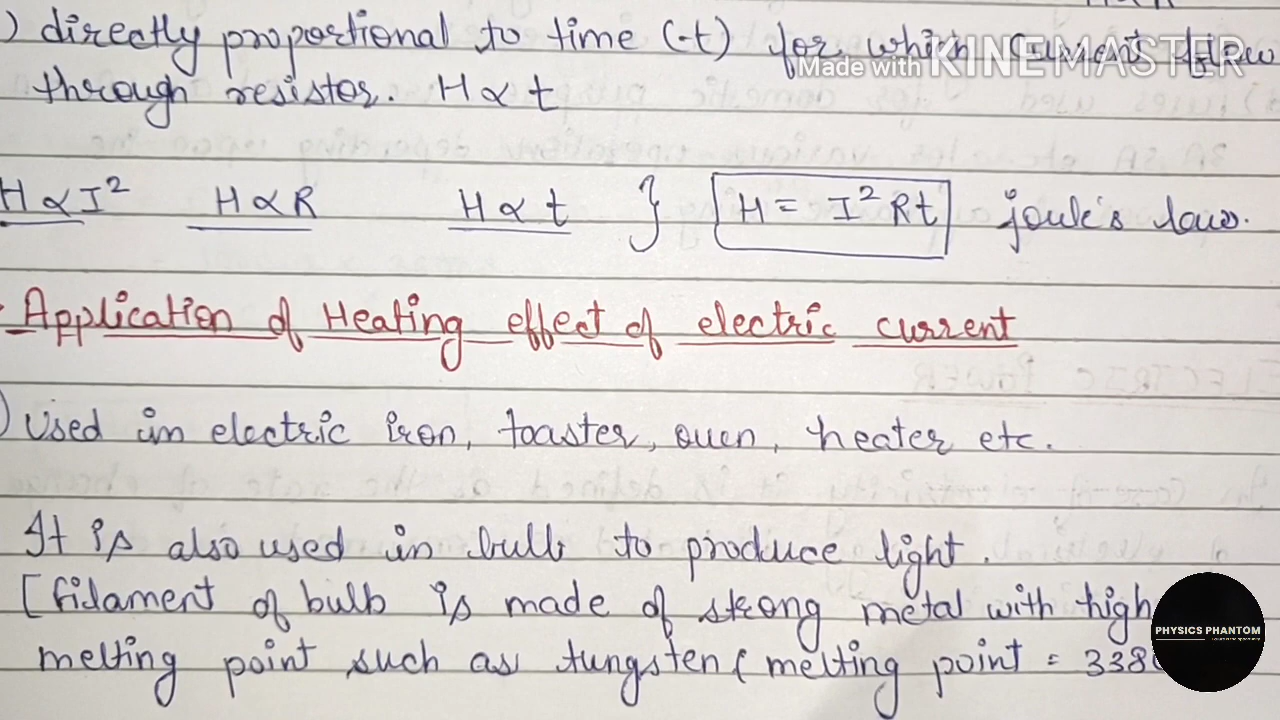 ) directly proportional to time (t) for which current flow
Made with KINEMASTER
through resistor. H ∝ t
H ∝ I² H ∝ R H ∝ t } H = I² Rt joule's law.
Application of Heating effect of electric current
) Used in electric iron, toaster, oven, heater etc.
It is also used in bulb to produce light.
[filament of bulb is made of strong metal with high
PHYSICS PHANTOM
melting point such as tungsten ( melting point = 338